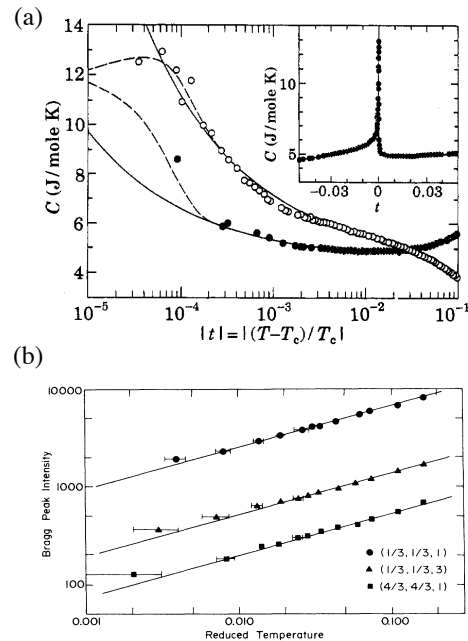 (a)
14
12
10
8
6
4
C (J/mole K)
10⁻⁵
10⁻⁴
10⁻³
10⁻²
10⁻¹
|t| = |(T−Tc)/Tc|
10
5
C (J/mole K)
−0.03
0
0.03
t
(b)
10000
1000
100
Bragg Peak Intensity
(1/3, 1/3, 1)
(1/3, 1/3, 3)
(4/3, 4/3, 1)
0.001
0.010
0.100
Reduced Temperature